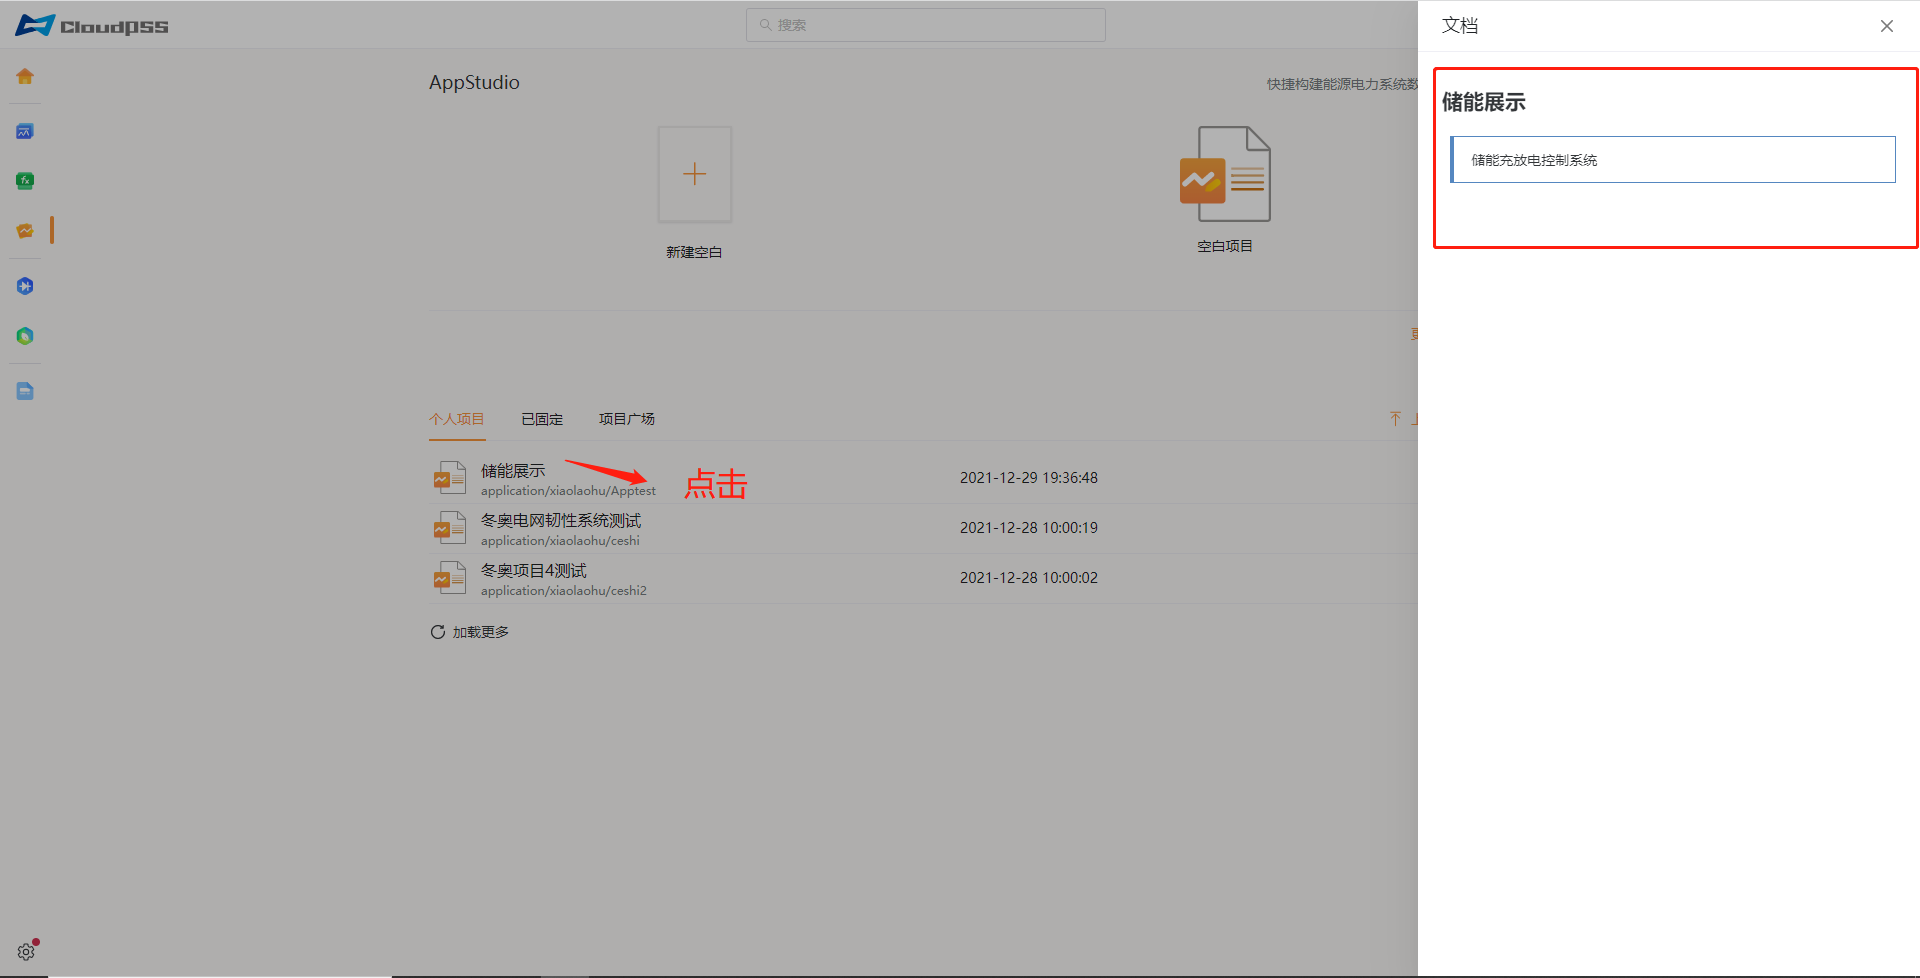 CloudPSS
搜索
AppStudio
快捷构建能源电力系统数
新建空白
空白项目
个人项目
已固定
项目广场
储能展示
application/xiaolaohu/Apptest
点击
2021-12-29 19:36:48
冬奥电网韧性系统测试
application/xiaolaohu/ceshi
2021-12-28 10:00:19
冬奥项目4测试
application/xiaolaohu/ceshi2
2021-12-28 10:00:02
加载更多
文档
储能展示
储能充放电控制系统